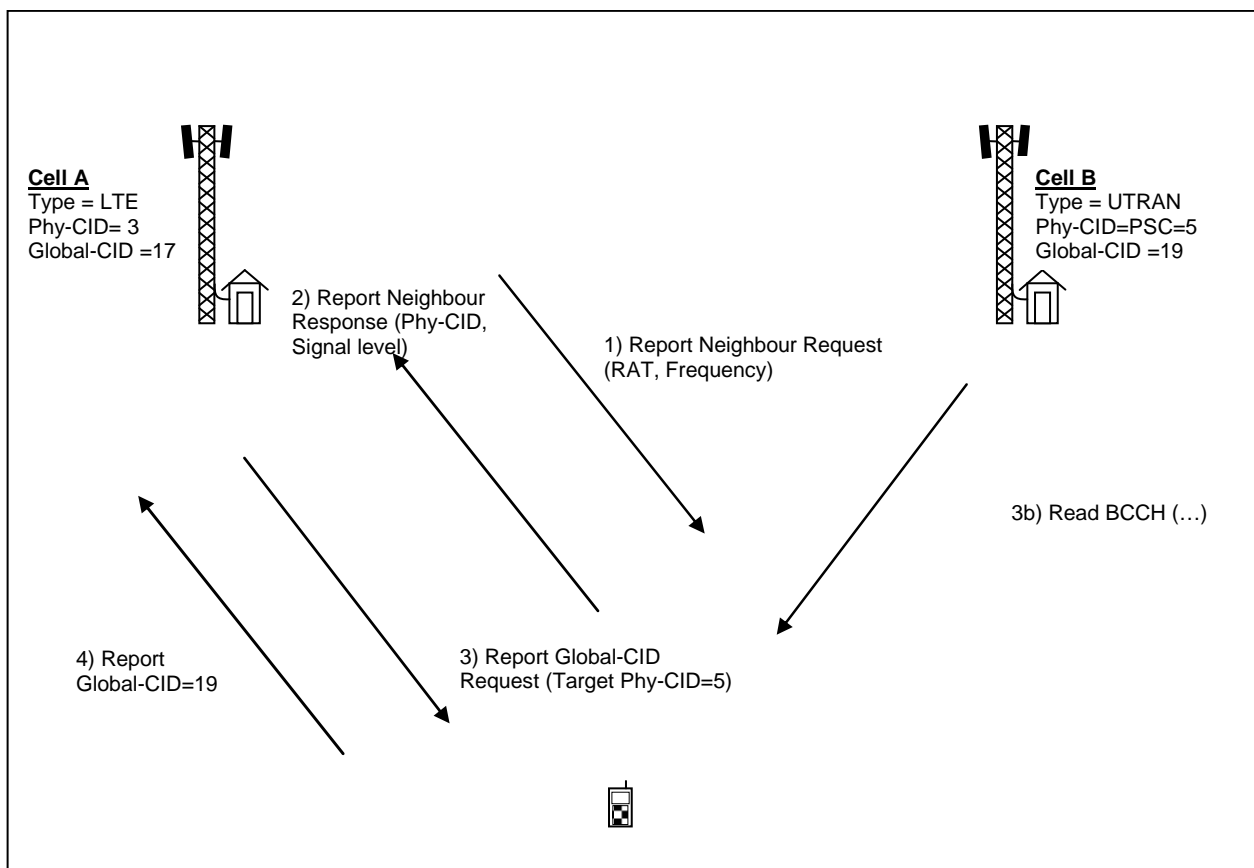 Cell A
Type = LTE
Phy-CID= 3
Global-CID =17
Cell B
Type = UTRAN
Phy-CID=PSC=5
Global-CID =19
2) Report Neighbour
Response (Phy-CID,
Signal level)
1) Report Neighbour Request
(RAT, Frequency)
3b) Read BCCH (…)
4) Report
Global-CID=19
3) Report Global-CID
Request (Target Phy-CID=5)